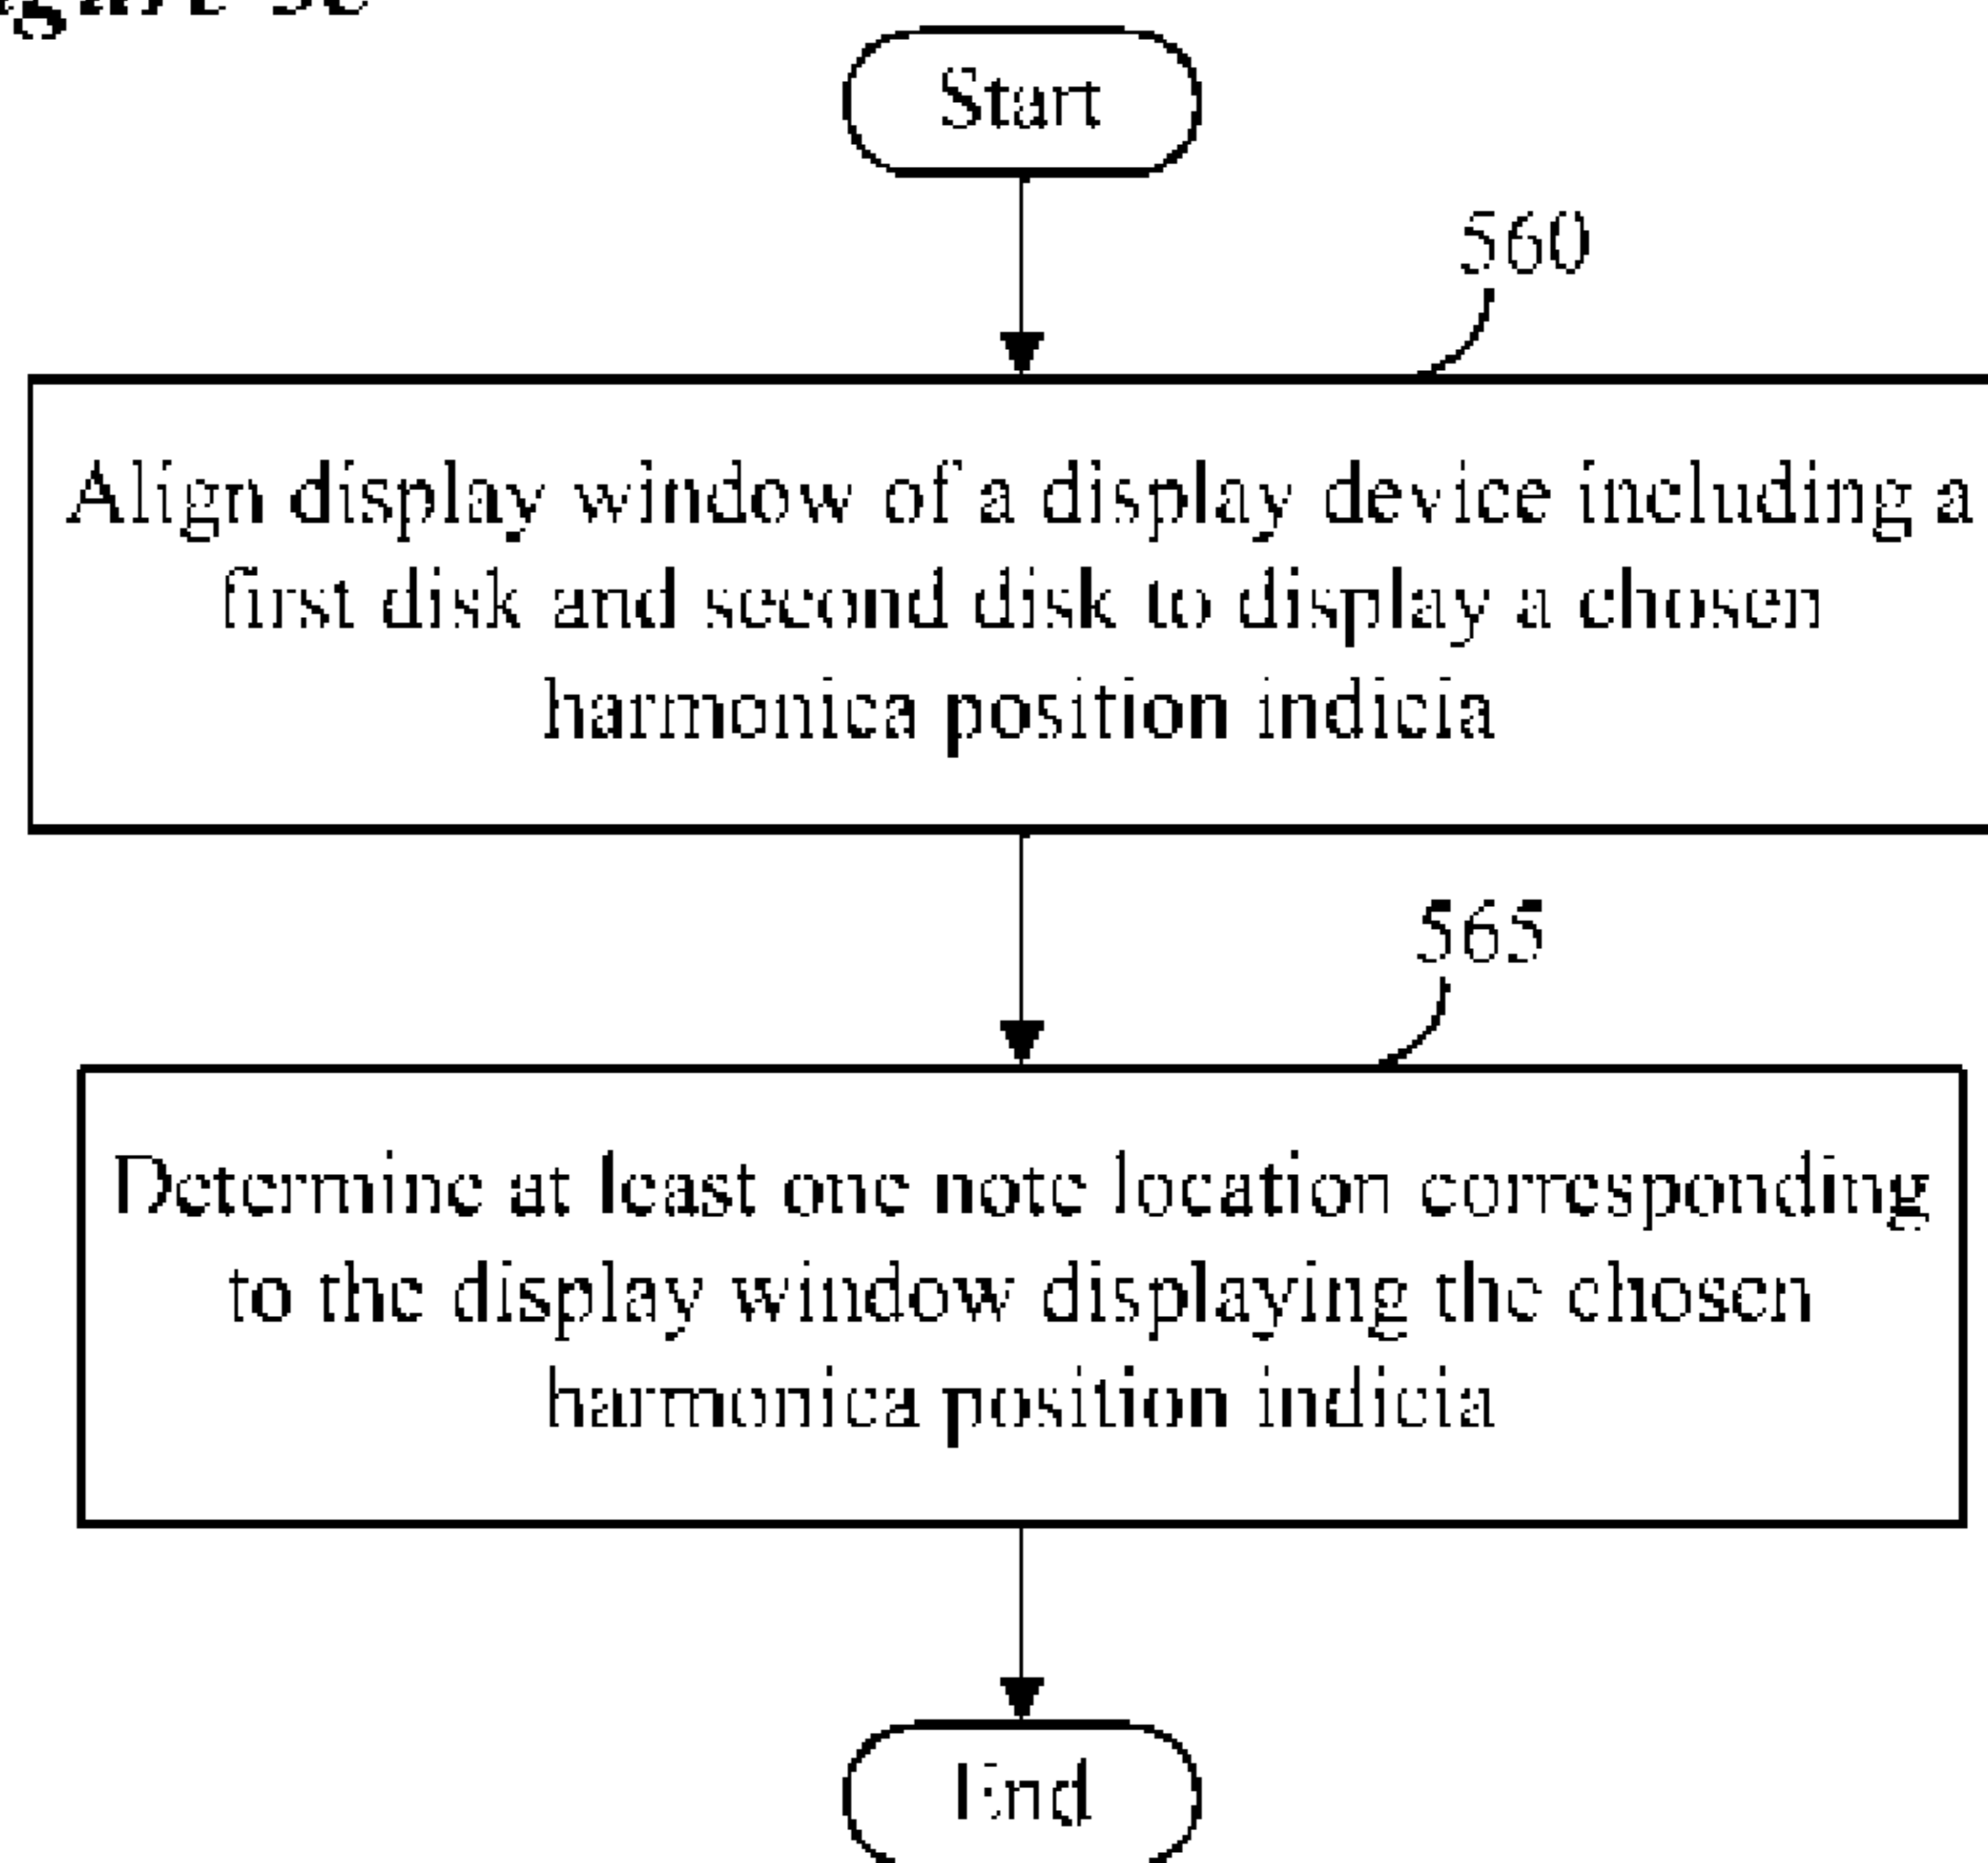 Start
560
Align display window of a display device including a
first disk and second disk to display a chosen
harmonica position indicia
565
Determine at least one note location corresponding
to the display window displaying the chosen
harmonica position indicia
End